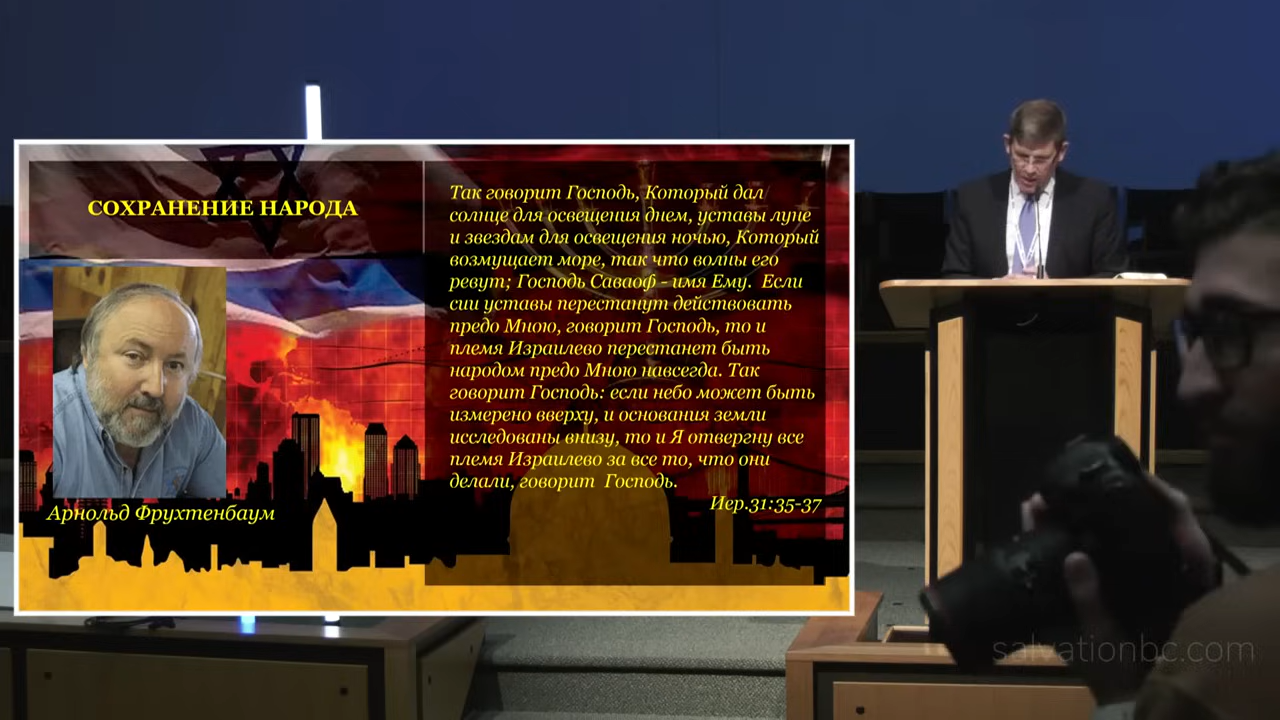 СОХРАНЕНИЕ НАРОДА
Арнольд Фрухтенбаум
Так говорит Господь, Который дал
солнце для освещения днем, уставы луне
и звездам для освещения ночью, Который
возмущает море, так что волны его
ревут; Господь Саваоф - имя Ему. Если
сии уставы перестанут действовать
предо Мною, говорит Господь, то и
племя Израилево перестанет быть
народом предо Мною навсегда. Так
говорит Господь: если небо может быть
измерено вверху, и основания земли
исследованы внизу, то и Я отвергну все
племя Израилево за все то, что они
делали, говорит Господь.
Иер.31:35-37
salvationbc.com